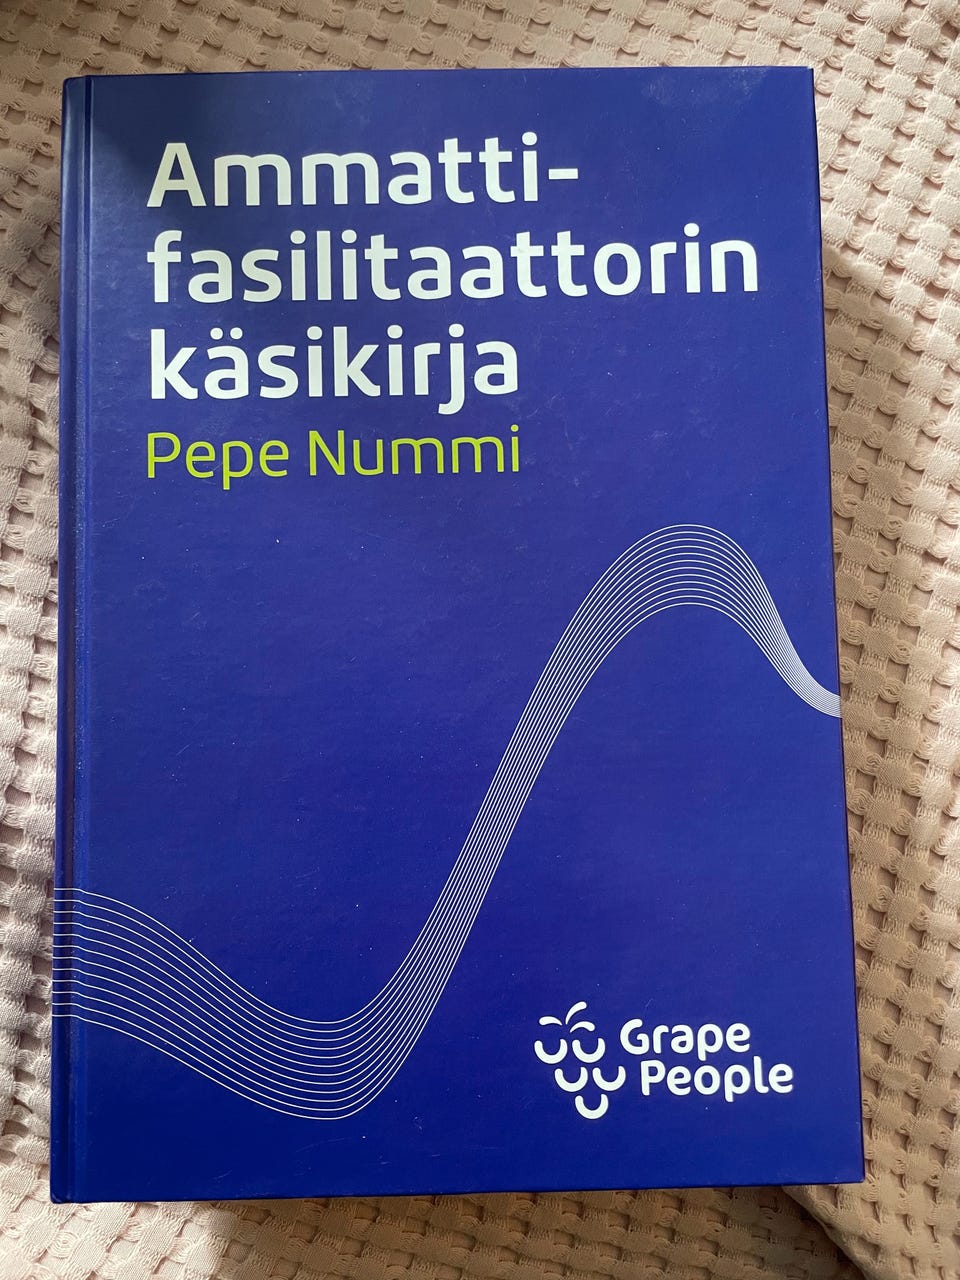 Ammatti-
fasilitaattorin
käsikirja
Pepe Nummi
Grape
People